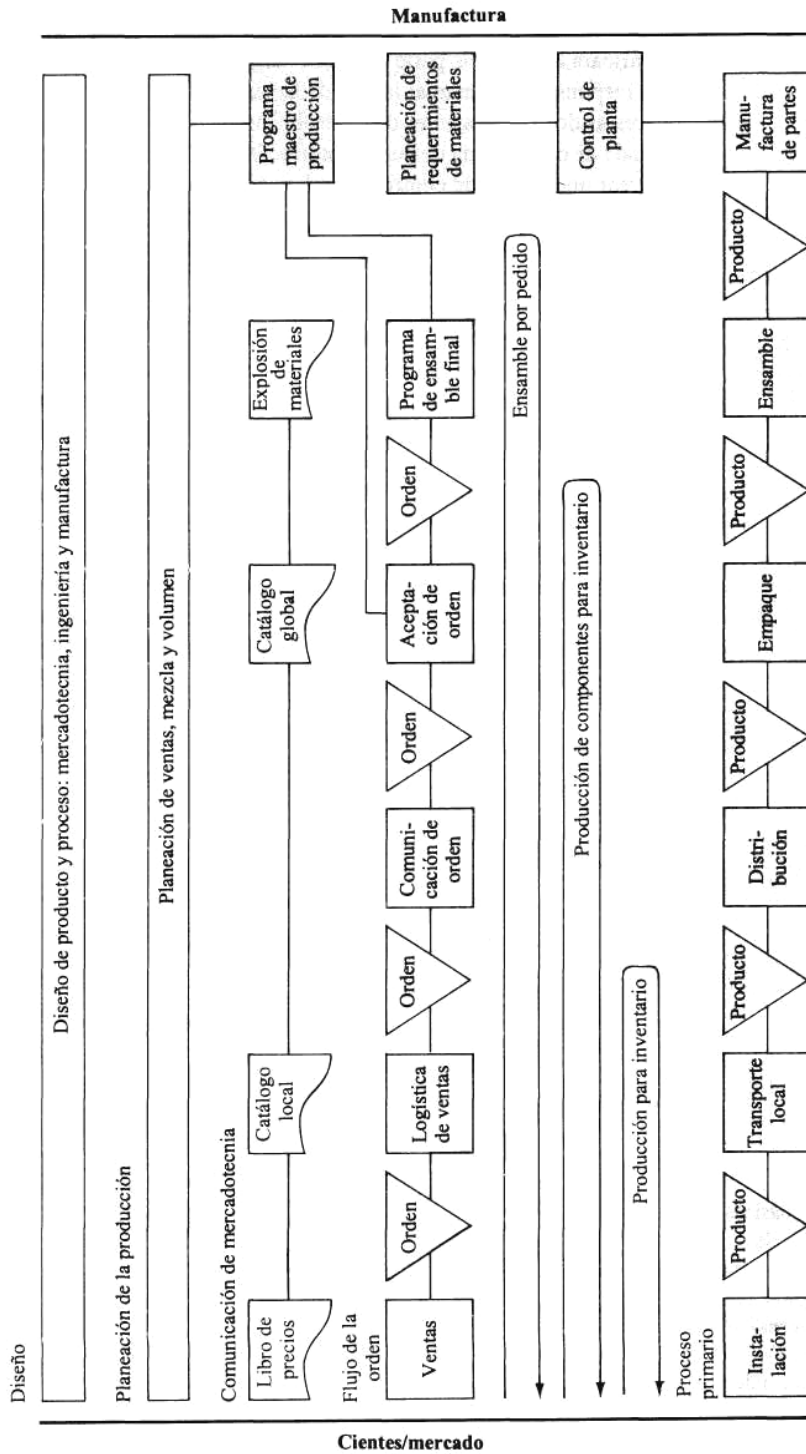 Manufactura
Diseño
Diseño de producto y proceso: mercadotecnia, ingeniería y manufactura
Planeación de la producción
Planeación de ventas, mezcla y volumen
Comunicación de mercadotecnia
Libro de
precios
Catálogo
local
Catálogo
global
Explosión
de
materiales
Programa
maestro de
producción
Flujo de la
orden
Ventas
Orden
Logística
de ventas
Orden
Comuni-
cación de
orden
Orden
Acepta-
ción de
orden
Orden
Programa
de ensam-
ble final
Planeación de
requerimientos
de materiales
Ensamble por pedido
Producción de componentes para inventario
Producción para inventario
Control de
planta
Proceso
primario
Insta-
lación
Producto
Transporte
local
Producto
Distri-
bución
Producto
Empaque
Producto
Ensamble
Producto
Manu-
factura
de partes
Cientes/mercado